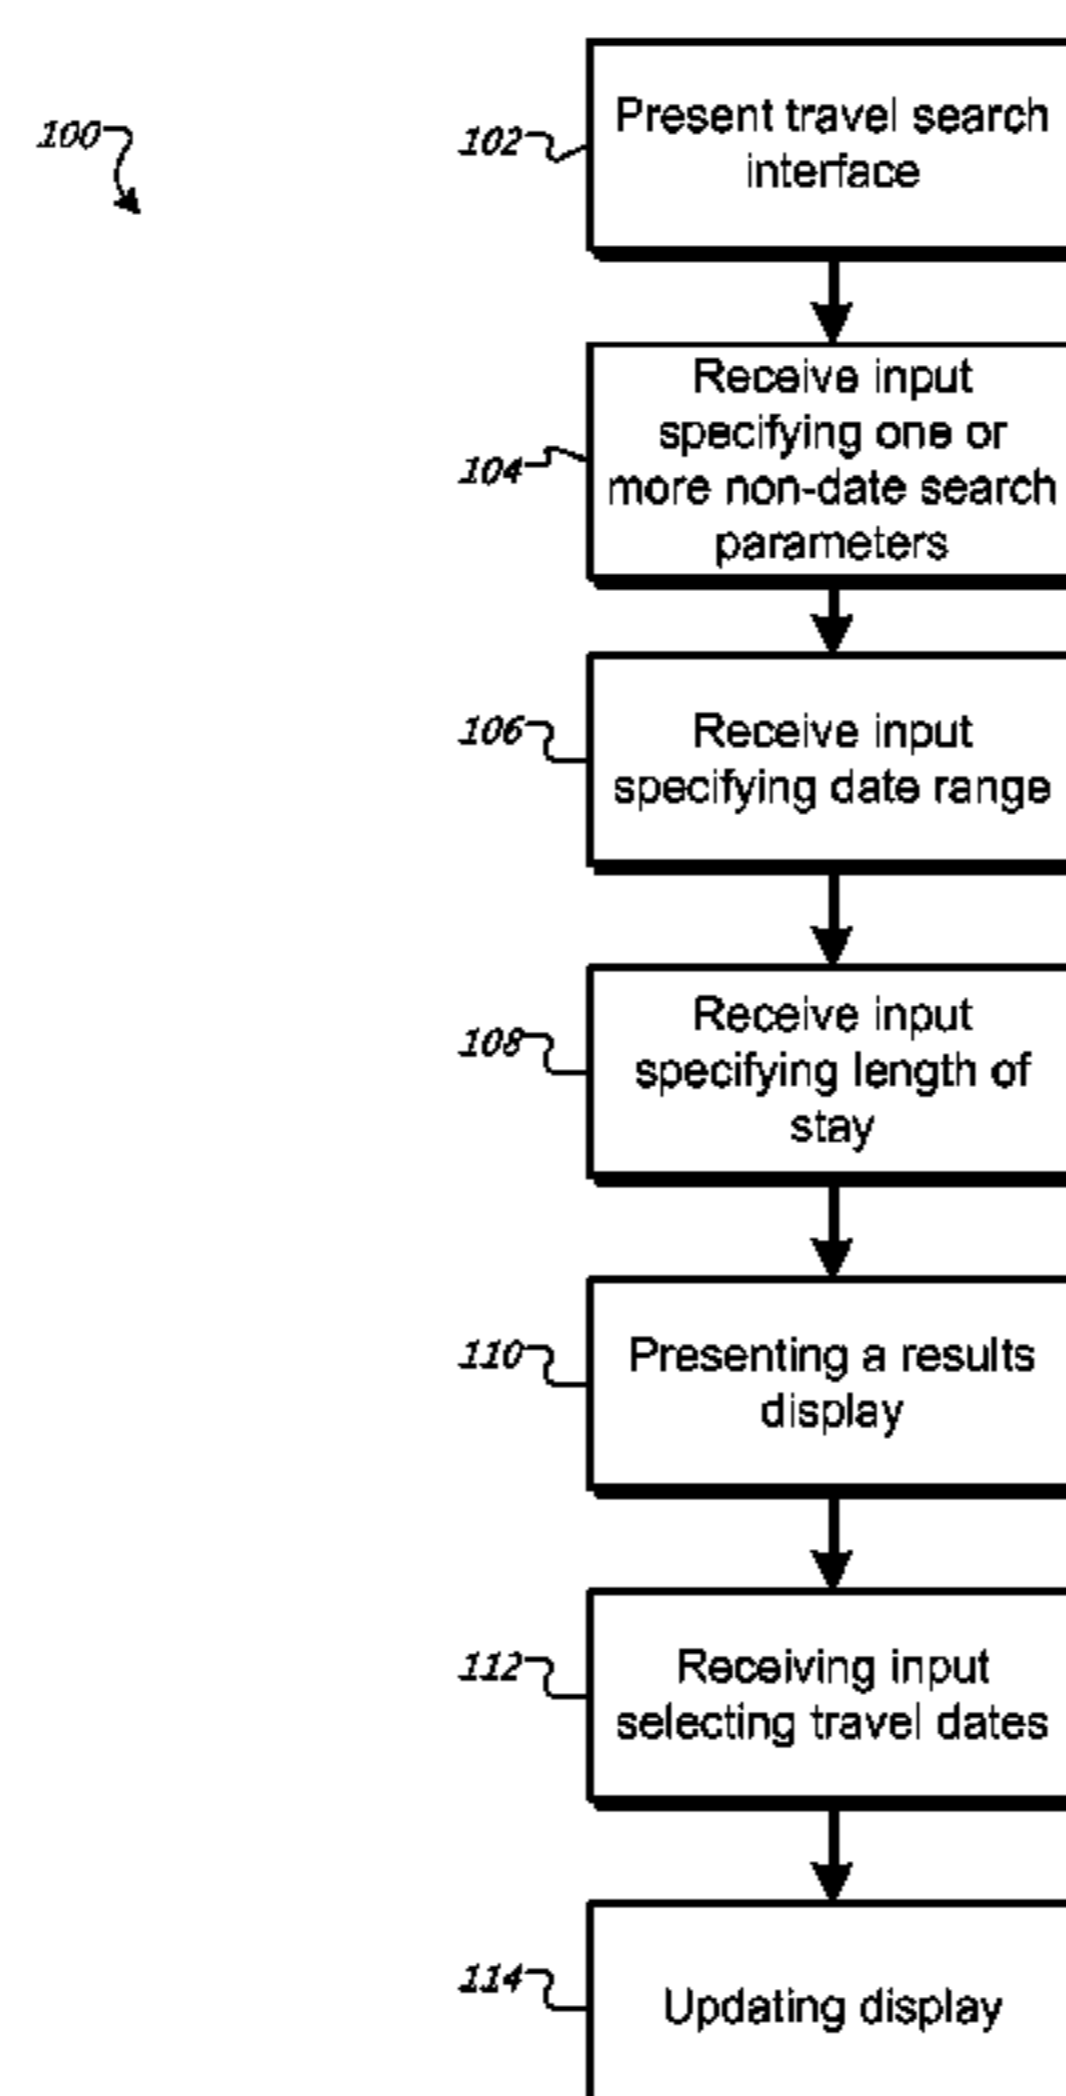 100
102
Present travel search
interface
104
Receive input
specifying one or
more non-date search
parameters
106
Receive input
specifying date range
108
Receive input
specifying length of
stay
110
Presenting a results
display
112
Receiving input
selecting travel dates
114
Updating display